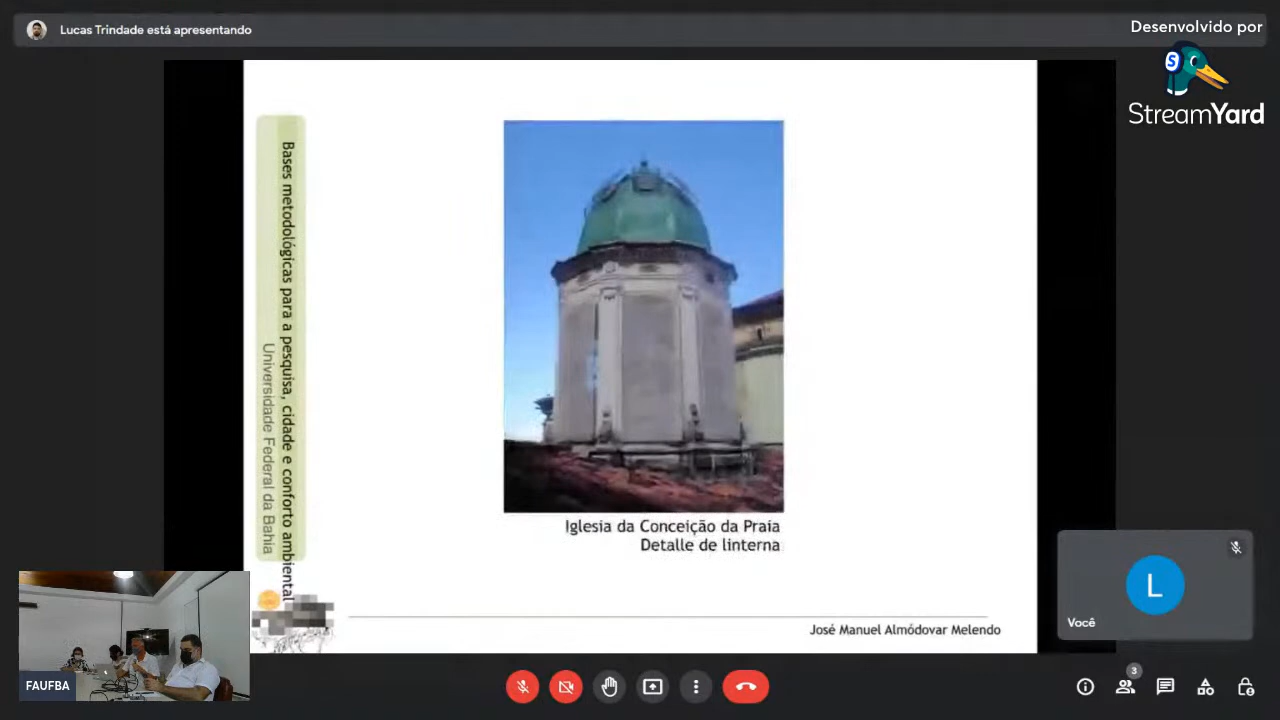 Lucas Trindade está apresentando
Desenvolvido por
S
StreamYard
Bases metodológicas para a pesquisa, cidade e conforto ambiental
Universidade Federal da Bahia
Iglesia da Conceição da Praia
Detalle de linterna
José Manuel Almódovar Melendo
L
Você
FAUFBA
3